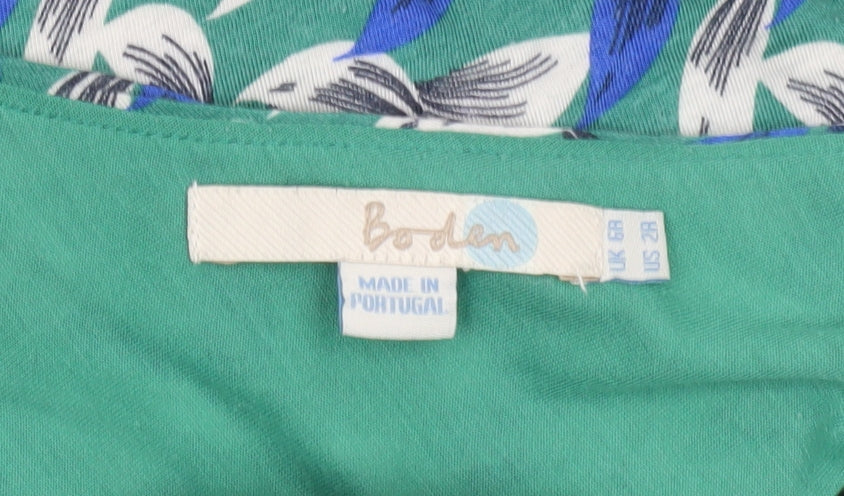 Boden
UK 6R
US 2R
MADE IN
PORTUGAL